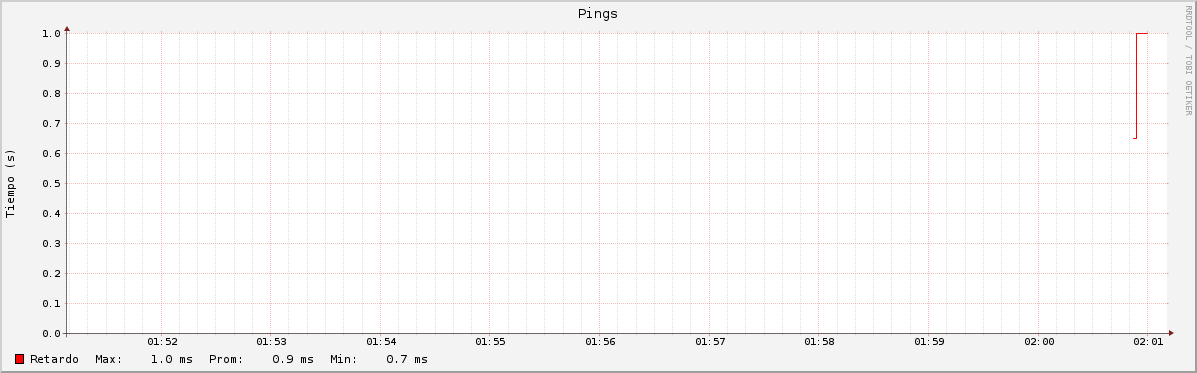 Pings
RRDTOOL / TOBI OETIKER
Tiempo (s)
1.0
0.9
0.8
0.7
0.6
0.5
0.4
0.3
0.2
0.1
0.0
01:52 01:53 01:54 01:55 01:56 01:57 01:58 01:59 02:00 02:01
Retardo Max: 1.0 ms Prom: 0.9 ms Min: 0.7 ms